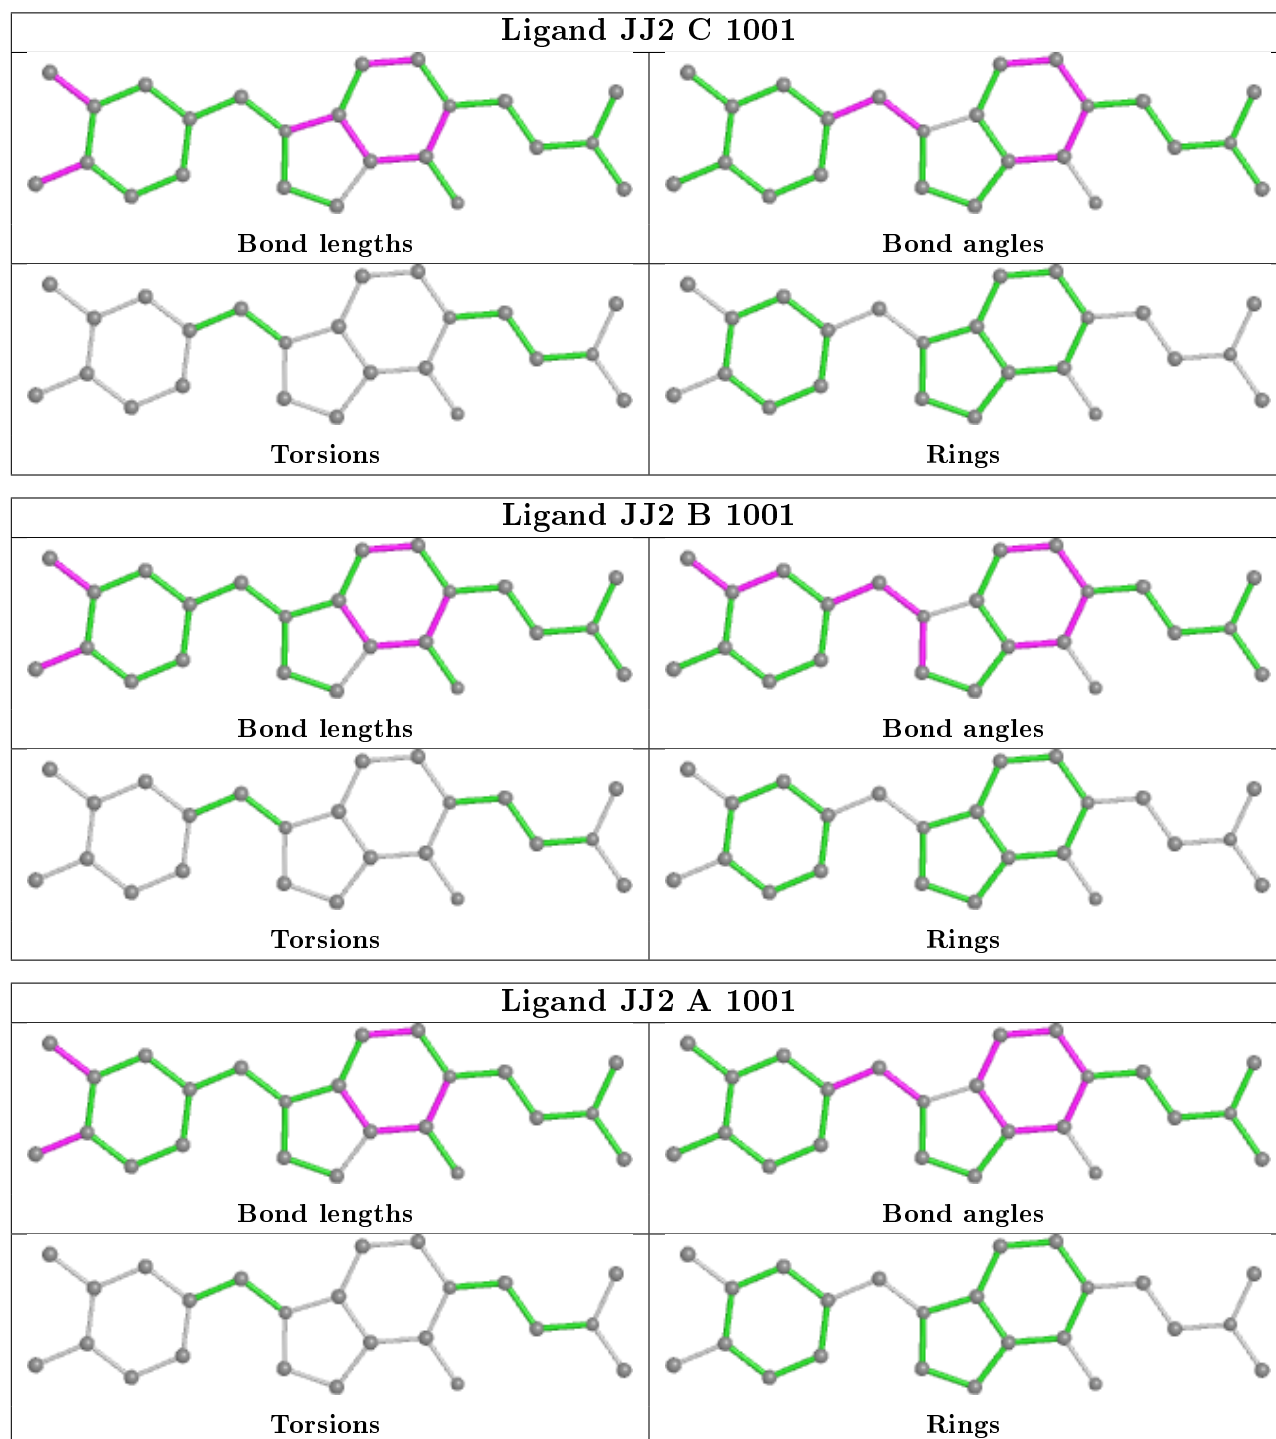 Ligand JJ2 C 1001
Bond lengths
Bond angles
Torsions
Rings
Ligand JJ2 B 1001
Bond lengths
Bond angles
Torsions
Rings
Ligand JJ2 A 1001
Bond lengths
Bond angles
Torsions
Rings